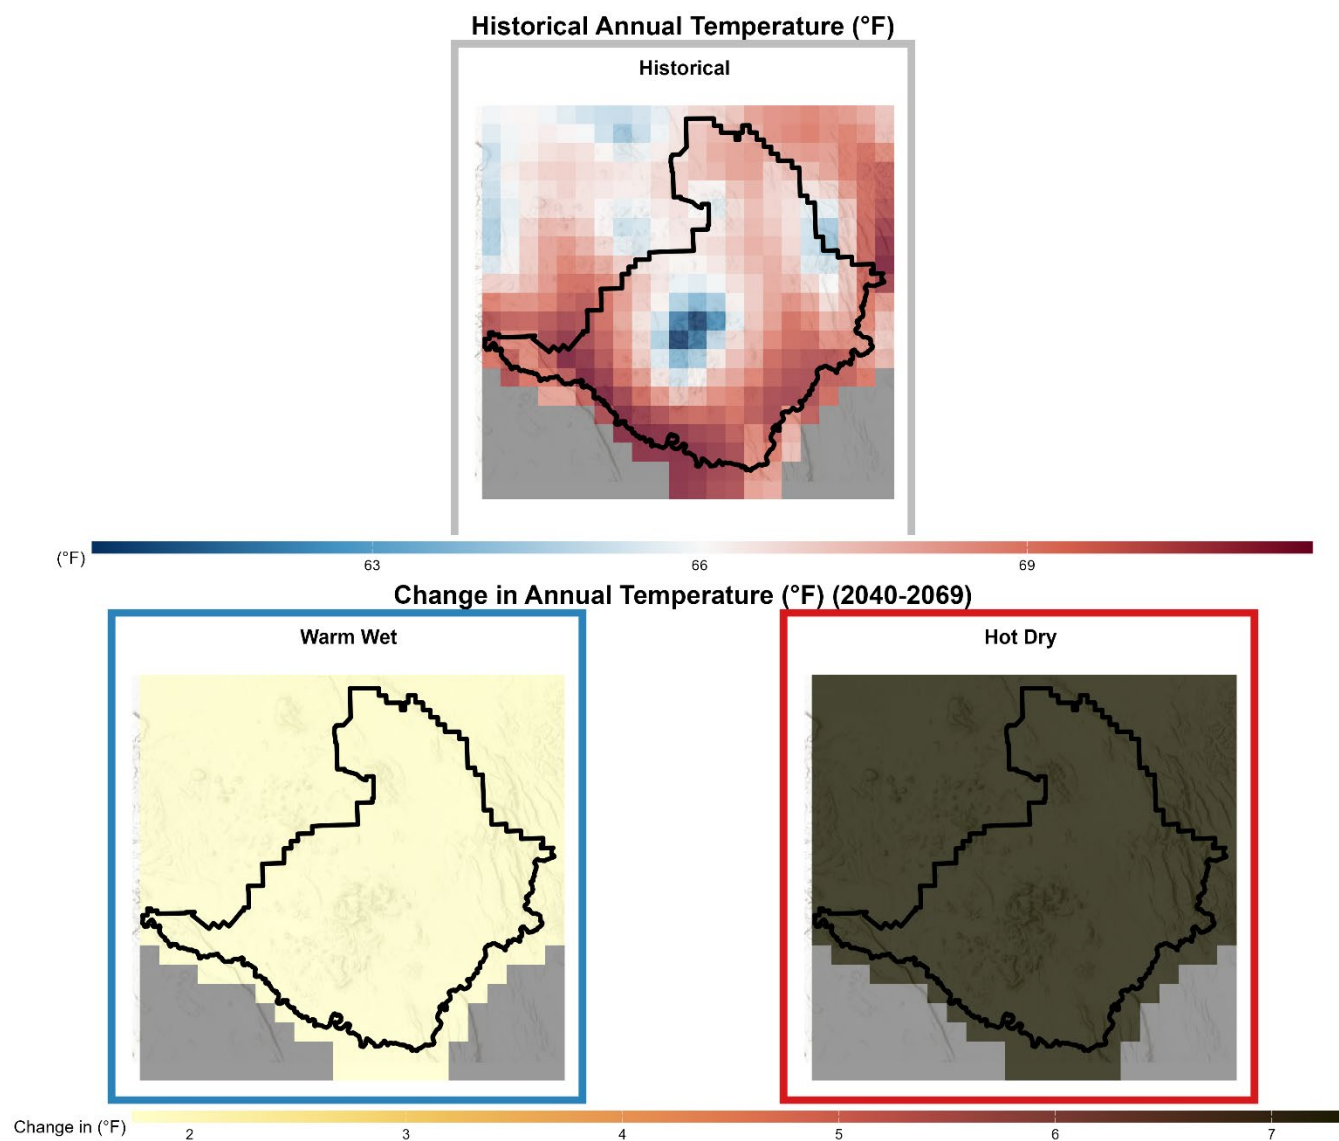 Historical Annual Temperature (°F)
Historical
(°F)
63 66 69
Change in Annual Temperature (°F) (2040-2069)
Warm Wet Hot Dry
Change in (°F)
2 3 4 5 6 7